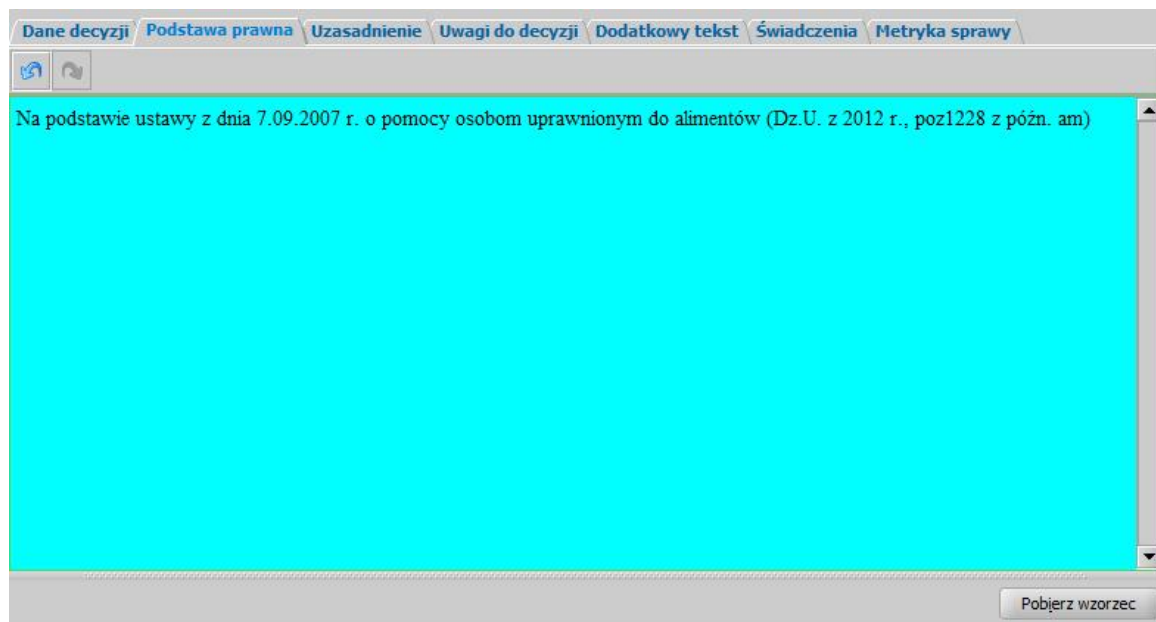 Dane decyzji Podstawa prawna Uzasadnienie Uwagi do decyzji Dodatkowy tekst Świadczenia Metryka sprawy
Na podstawie ustawy z dnia 7.09.2007 r. o pomocy osobom uprawnionym do alimentów (Dz.U. z 2012 r., poz1228 z późn. am)
Pobierz wzorzec